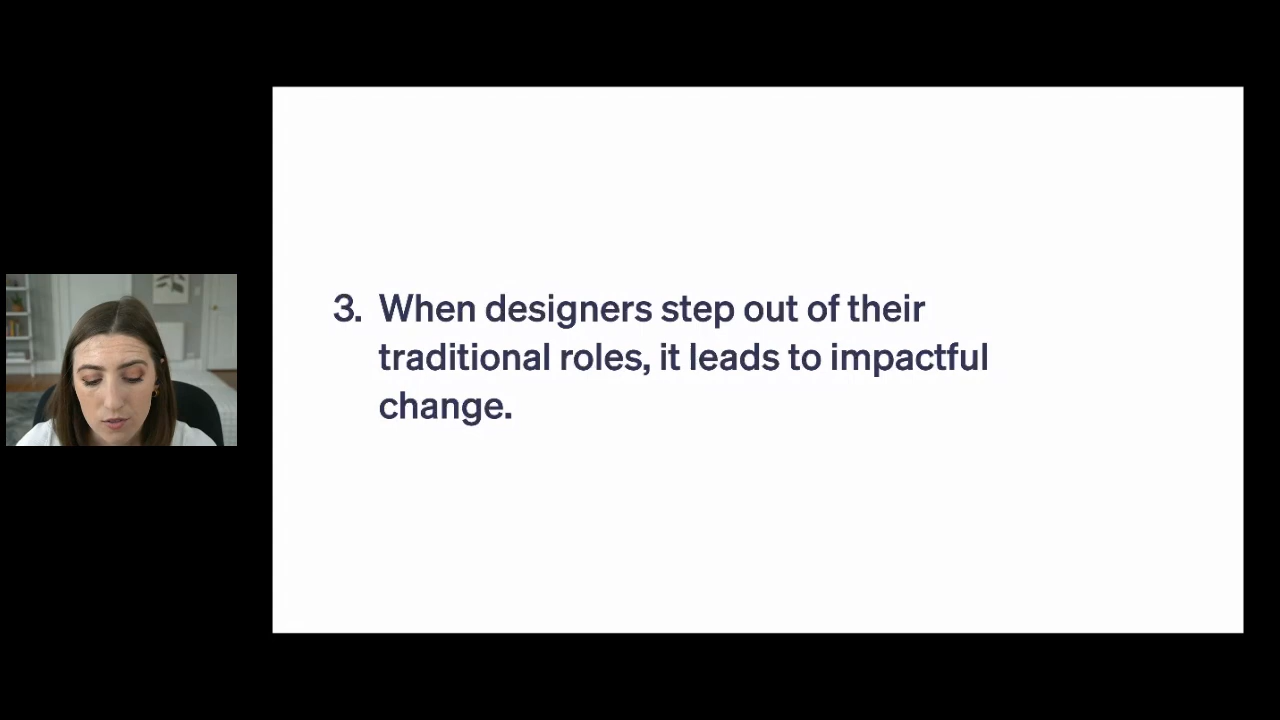 3. When designers step out of their
traditional roles, it leads to impactful
change.